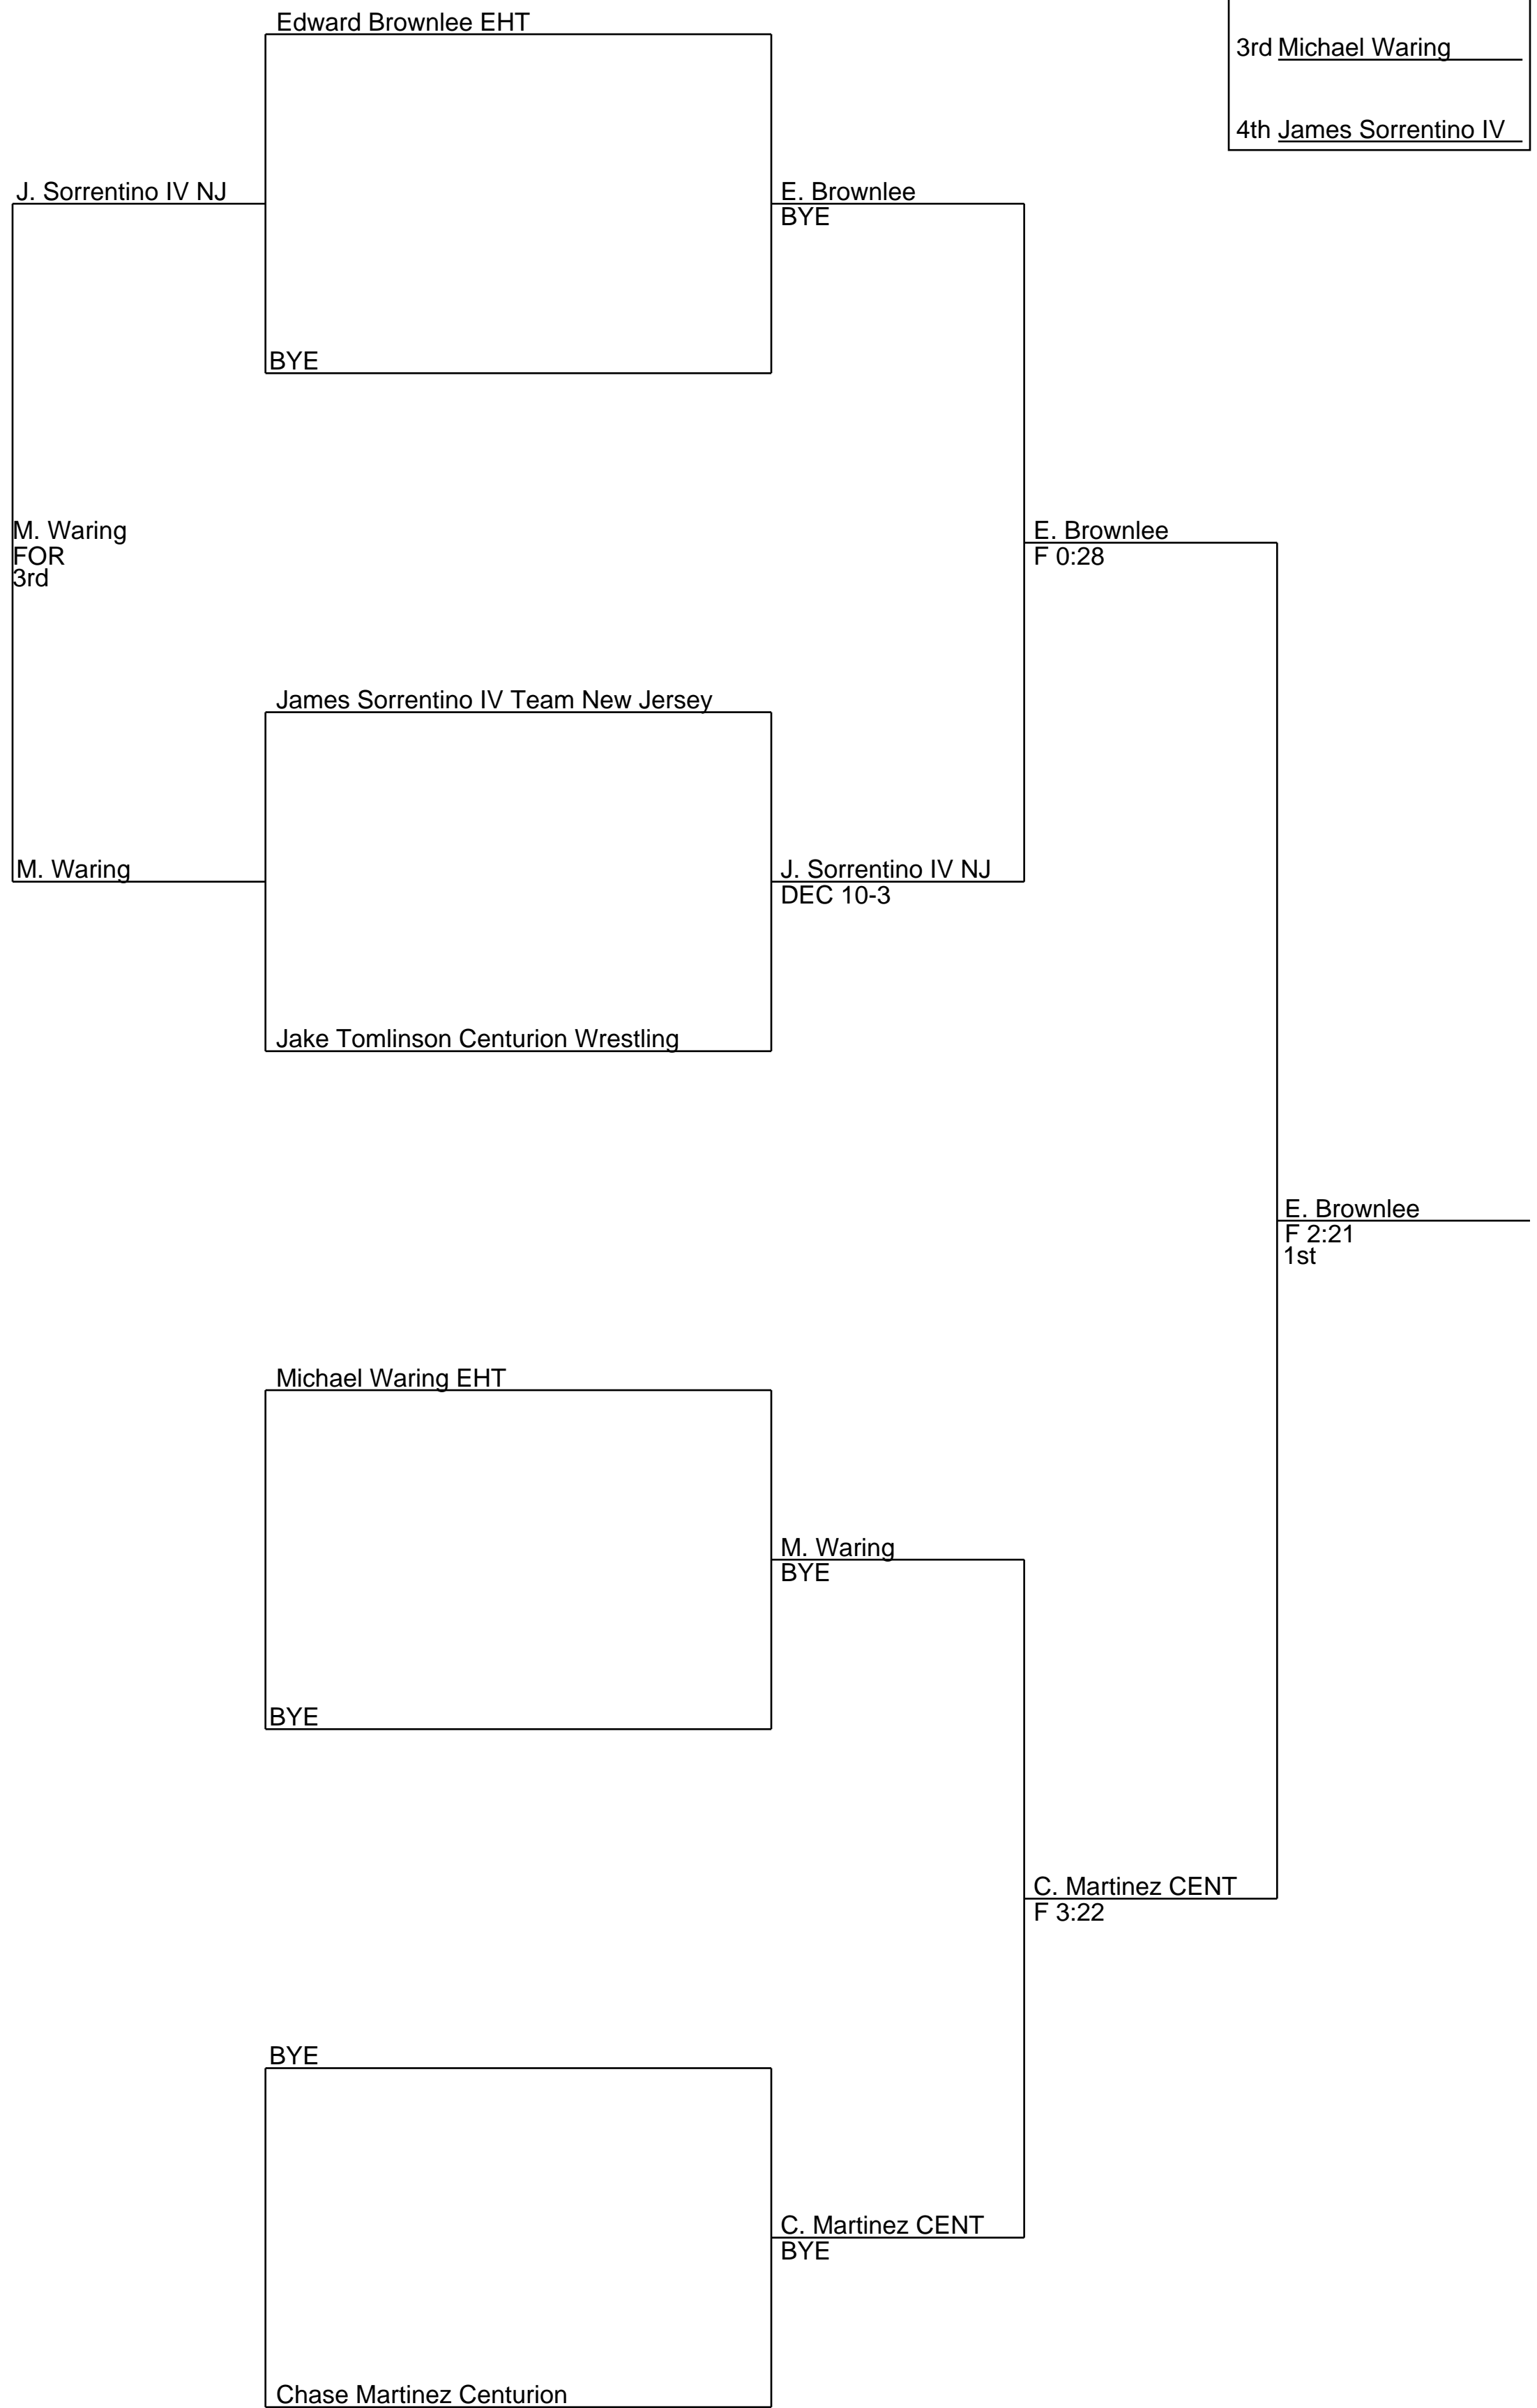 Edward Brownlee EHT
3rd Michael Waring
4th James Sorrentino IV
J. Sorrentino IV NJ
E. Brownlee
BYE
BYE
M. Waring
FOR
3rd
E. Brownlee
F 0:28
James Sorrentino IV Team New Jersey
M. Waring
J. Sorrentino IV NJ
DEC 10-3
Jake Tomlinson Centurion Wrestling
E. Brownlee
F 2:21
1st
Michael Waring EHT
M. Waring
BYE
BYE
C. Martinez CENT
F 3:22
BYE
C. Martinez CENT
BYE
Chase Martinez Centurion